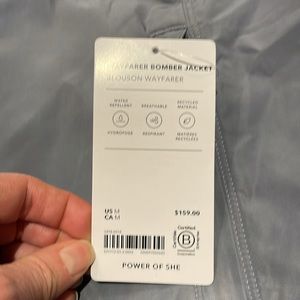 WAYFARER BOMBER JACKET
BLOUSON WAYFARER
WATER
REPELLENT
BREATHABLE
RECYCLED
MATERIAL
HYDROFUGE
RESPIRANT
MATIÈRES
RECYCLÉES
US M
CA M
$159.00
Certified
B
Corporation
POWER OF SHE